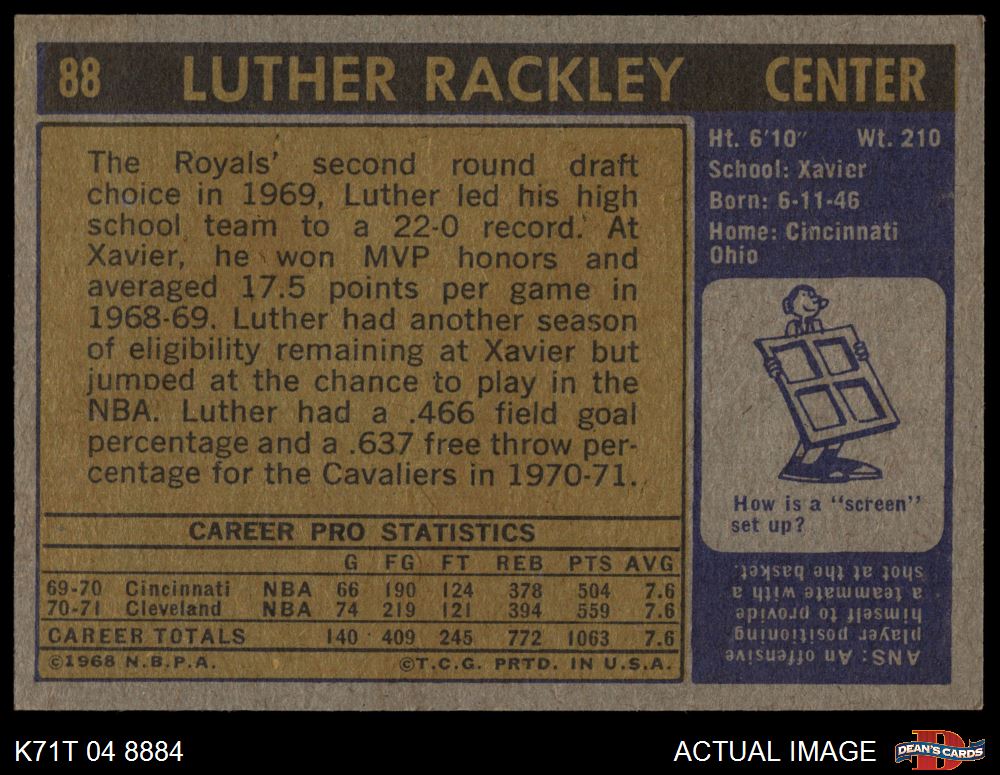 88 LUTHER RACKLEY CENTER
The Royals' second round draft
choice in 1969, Luther led his high
school team to a 22-0 record. At
Xavier, he won MVP honors and
averaged 17.5 points per game in
1968-69. Luther had another season
of eligibility remaining at Xavier but
jumped at the chance to play in the
NBA. Luther had a .466 field goal
percentage and a .637 free throw per-
centage for the Cavaliers in 1970-71.
CAREER PRO STATISTICS
G FG FT REB PTS AVG
69-70 Cincinnati NBA 66 190 124 378 504 7.6
70-71 Cleveland NBA 74 219 121 394 559 7.6
CAREER TOTALS 140 409 245 772 1063 7.6
©1968 N.B.P.A. ©T.C.G. PRTD. IN U.S.A.
Ht. 6'10" Wt. 210
School: Xavier
Born: 6-11-46
Home: Cincinnati
Ohio
How is a "screen"
set up?
ANS: An offensive
player positioning
himself to provide
a teammate with a
shot at the basket.
K71T 04 8884
ACTUAL IMAGE
DEAN'S CARDS